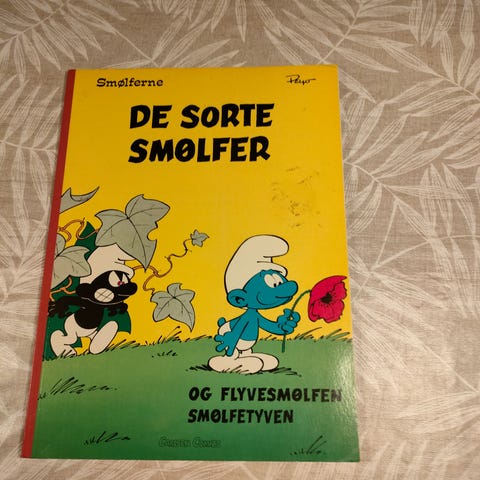 Smølferne
Peyo
DE SORTE
SMØLFER
OG FLYVESMØLFEN
SMØLFETYVEN
CARLSEN COMICS